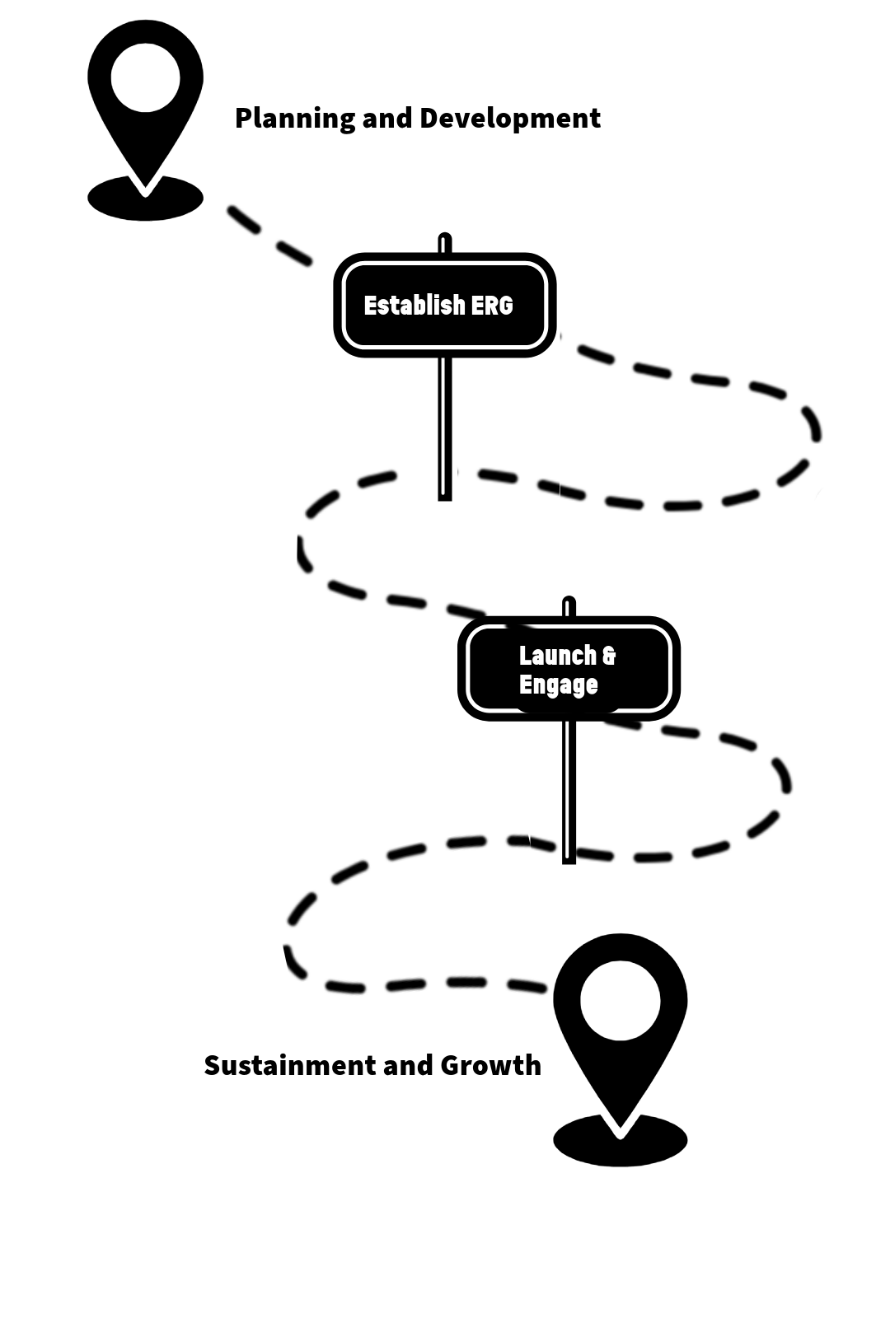 Planning and Development
Establish ERG
Launch &
Engage
Sustainment and Growth